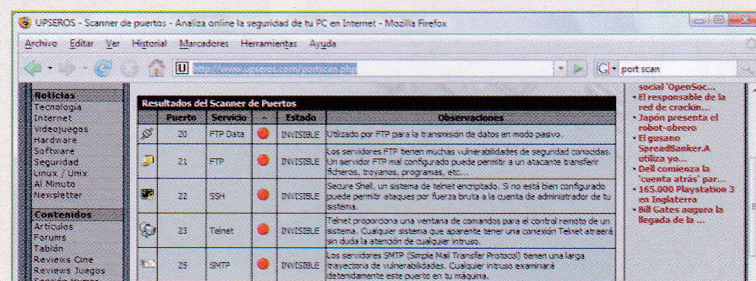 UPSEROS - Scanner de puertos - Analiza online la seguridad de tu PC en Internet - Mozilla Firefox
Archivo Editar Ver Historial Marcadores Herramientas Ayuda
U
G port scan
Noticias
Tecnología
Internet
Videojuegos
Hardware
Software
Seguridad
Linux / Unix
Al Minuto
Newsletter
Contenidos
Artículos
Forums
Tablón
Reviews Cine
Reviews Juegos
Resultados del Scanner de Puertos
Puerto Servicio - Estado Observaciones
20 FTP Data INVISIBLE Utilizado por FTP para la transmisión de datos en modo pasivo.
21 FTP INVISIBLE Los servidores FTP tienen muchas vulnerabilidades de seguridad conocidas.
Un servidor FTP mal configurado puede permitir a un atacante transferir
ficheros, troyanos, programas, etc...
22 SSH INVISIBLE Secure Shell, un sistema de telnet encriptado. Si no está bien configurado
puede permitir ataques por fuerza bruta a la cuenta de administrador de tu
sistema.
23 Telnet INVISIBLE Telnet proporciona una ventana de comandos para el control remoto de un
sistema. Cualquier sistema que aparente tener una conexión Telnet atraerá
sin duda la atención de cualquier intruso.
25 SMTP INVISIBLE Los servidores SMTP (Simple Mail Transfer Protocol) tienen una larga
trayectoria de vulnerabilidades. Cualquier intruso examinará
detenidamente este puerto en tu máquina.
social 'OpenSoc...
El responsable de la
red de crackin...
Japón presenta el
robot-obrero
El gusano
SpreadBanker.A
utiliza yo...
Dell comienza la
'cuenta atrás' par...
165.000 Playstation 3
en Inglaterra
Bill Gates augura la
llegada de la ...